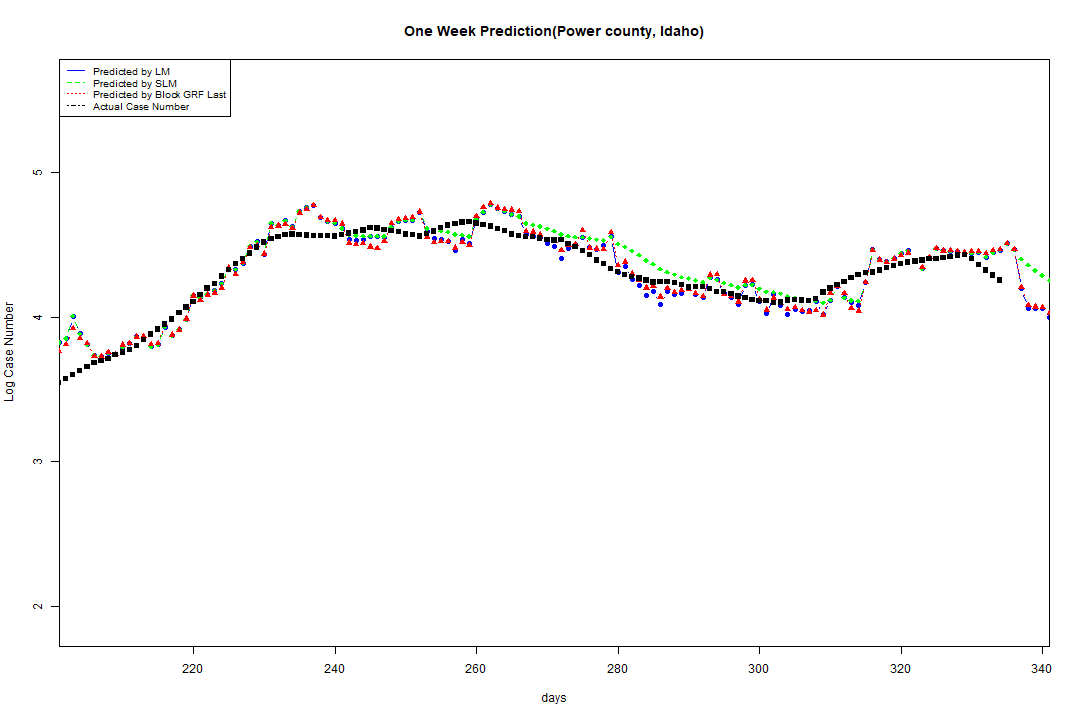 One Week Prediction(Power county, Idaho)
Predicted by LM
Predicted by SLM
Predicted by Block GRF Last
Actual Case Number
5
4
3
2
Log Case Number
220 240 260 280 300 320 340
days